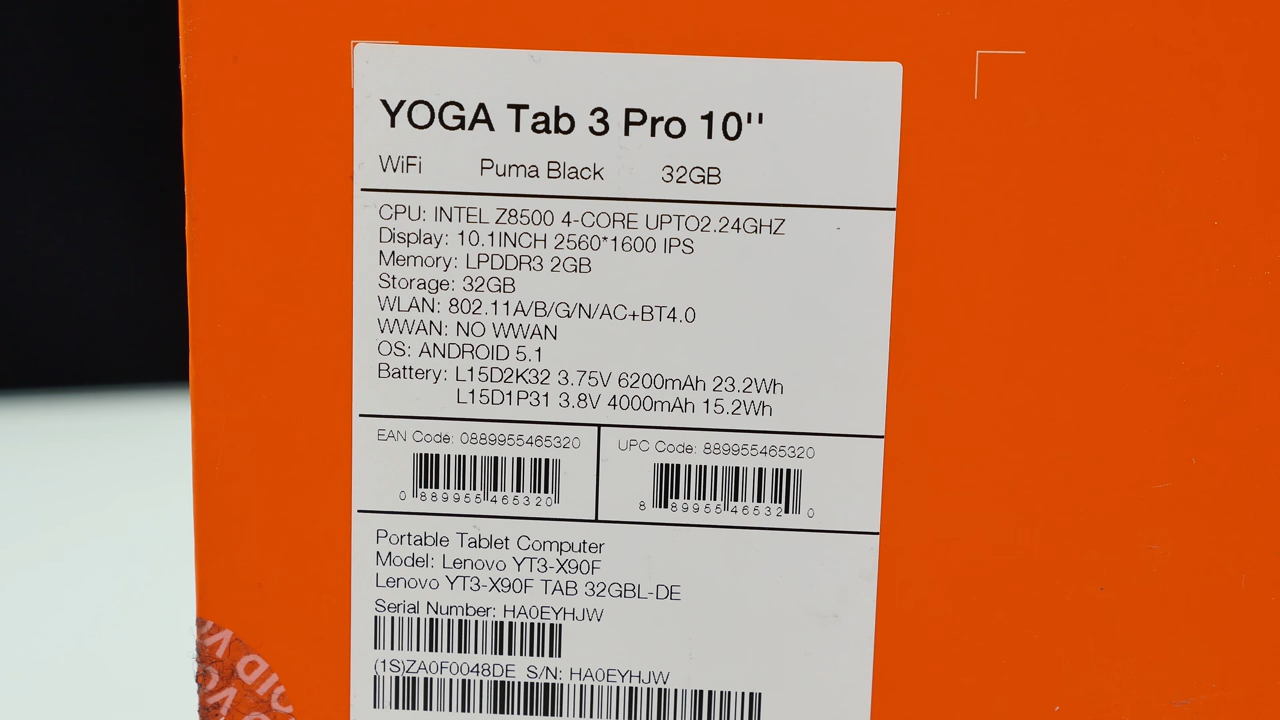 YOGA Tab 3 Pro 10''
WiFi Puma Black 32GB
CPU: INTEL Z8500 4-CORE UPTO2.24GHZ
Display: 10.1INCH 2560*1600 IPS
Memory: LPDDR3 2GB
Storage: 32GB
WLAN: 802.11A/B/G/N/AC+BT4.0
WWAN: NO WWAN
OS: ANDROID 5.1
Battery: L15D2K32 3.75V 6200mAh 23.2Wh
L15D1P31 3.8V 4000mAh 15.2Wh
EAN Code: 0889955465320
0 889955 465320
UPC Code: 889955465320
8 89955 46532 0
Portable Tablet Computer
Model: Lenovo YT3-X90F
Lenovo YT3-X90F TAB 32GBL-DE
Serial Number: HA0EYHJW
(1S)ZA0F0048DE S/N: HA0EYHJW